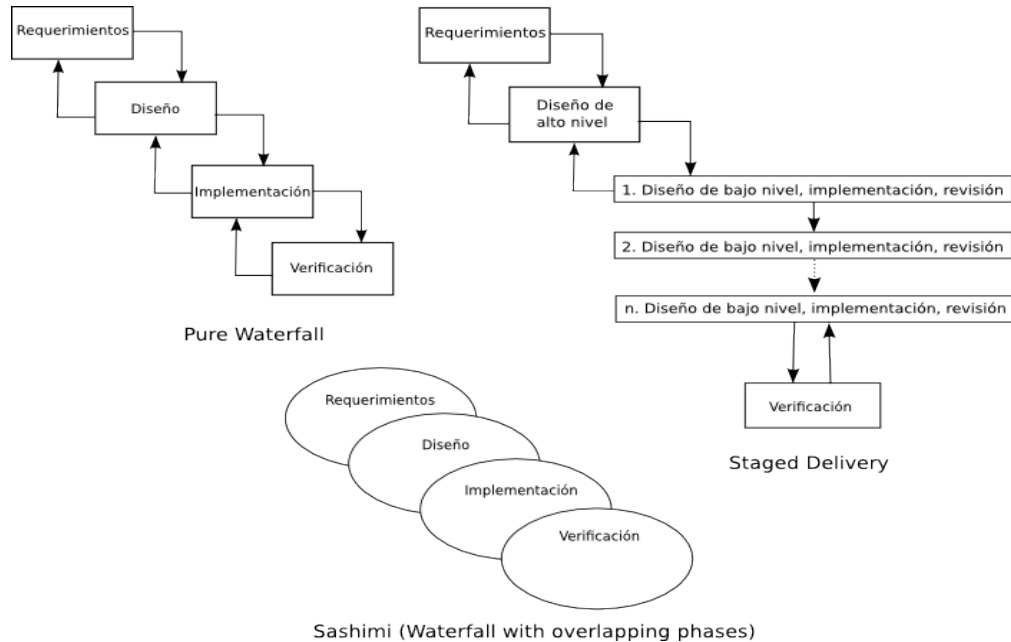 Requerimientos
Diseño
Implementación
Verificación
Pure Waterfall
Requerimientos
Diseño de
alto nivel
1. Diseño de bajo nivel, implementación, revisión
2. Diseño de bajo nivel, implementación, revisión
n. Diseño de bajo nivel, implementación, revisión
Verificación
Staged Delivery
Requerimientos
Diseño
Implementación
Verificación
Sashimi (Waterfall with overlapping phases)